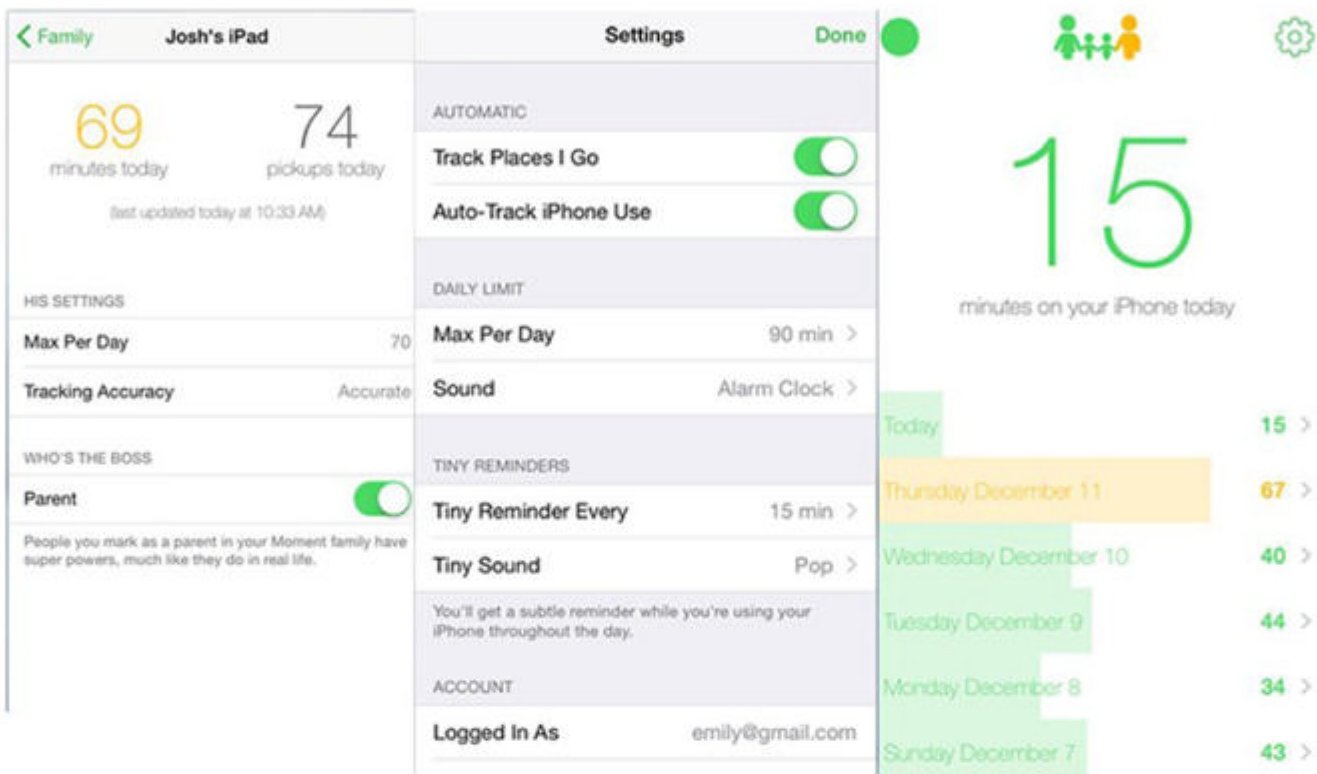 Family
Josh's iPad
69
74
minutes today
pickups today
(last updated today at 10:33 AM)
HIS SETTINGS
Max Per Day 70
Tracking Accuracy Accurate
WHO'S THE BOSS
Parent
People you mark as a parent in your Moment family have
super powers, much like they do in real life.
Settings
Done
AUTOMATIC
Track Places I Go
Auto-Track iPhone Use
DAILY LIMIT
Max Per Day 90 min
Sound Alarm Clock
TINY REMINDERS
Tiny Reminder Every 15 min
Tiny Sound Pop
You'll get a subtle reminder while you're using your
iPhone throughout the day.
ACCOUNT
Logged In As emily@gmail.com
15
minutes on your iPhone today
Today 15
Thursday December 11 67
Wednesday December 10 40
Tuesday December 9 44
Monday December 8 34
Sunday December 7 43